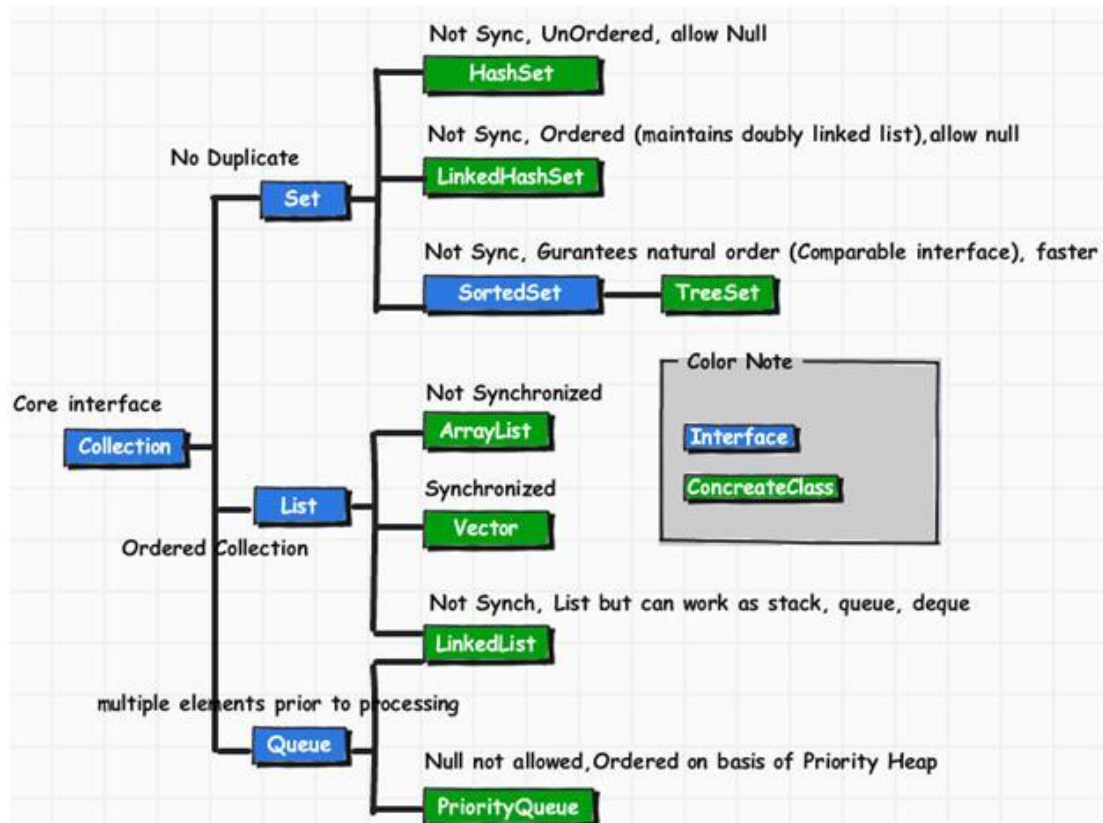 Not Sync, UnOrdered, allow Null
HashSet
Not Sync, Ordered (maintains doubly linked list),allow null
No Duplicate
LinkedHashSet
Set
Not Sync, Gurantees natural order (Comparable interface), faster
SortedSet
TreeSet
Color Note
Not Synchronized
Core interface
ArrayList
Interface
Collection
Synchronized
ConcreateClass
List
Vector
Ordered Collection
Not Synch, List but can work as stack, queue, deque
LinkedList
multiple elements prior to processing
Queue
Null not allowed,Ordered on basis of Priority Heap
PriorityQueue